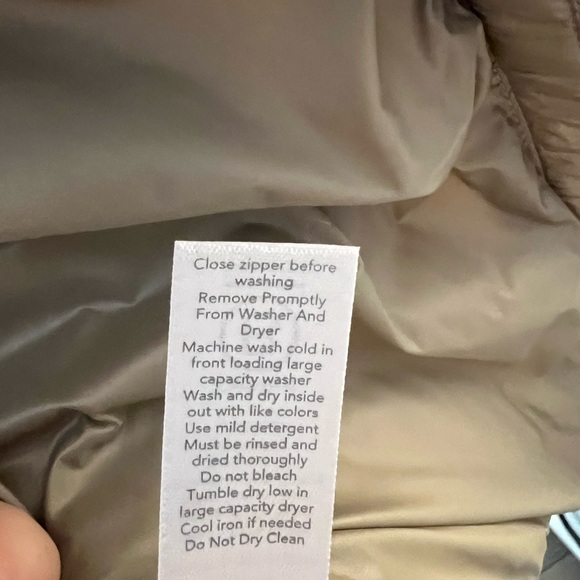 Close zipper before
washing
Remove Promptly
From Washer And
Dryer
Machine wash cold in
front loading large
capacity washer
Wash and dry inside
out with like colors
Use mild detergent
Must be rinsed and
dried thoroughly
Do not bleach
Tumble dry low in
large capacity dryer
Cool iron if needed
Do Not Dry Clean